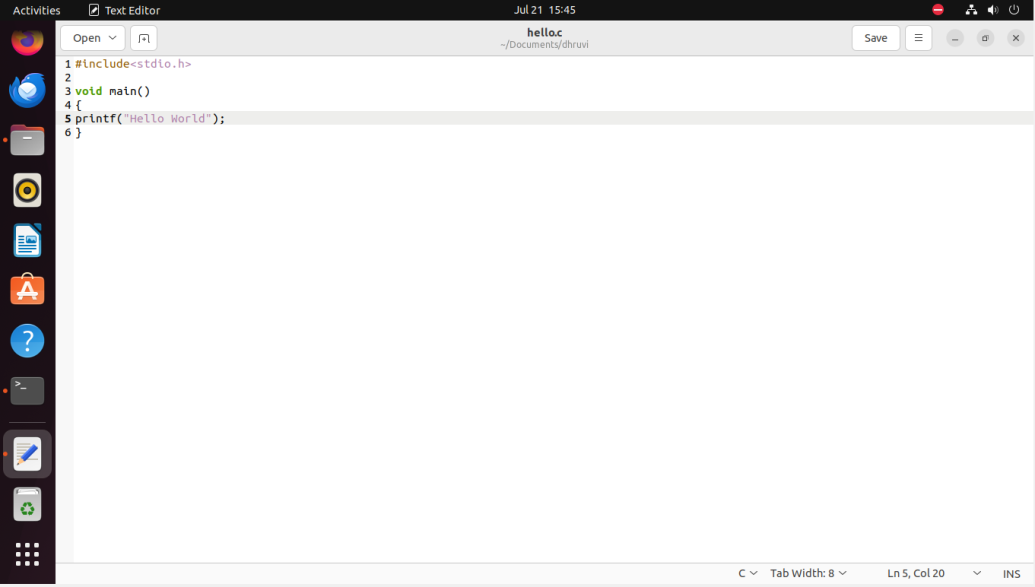 Activities Text Editor Jul 21 15:45
Open hello.c Save
~/Documents/dhruvi
1 #include<stdio.h>
2
3 void main()
4 {
5 printf("Hello World");
6 }
>_
?
C Tab Width: 8 Ln 5, Col 20 INS